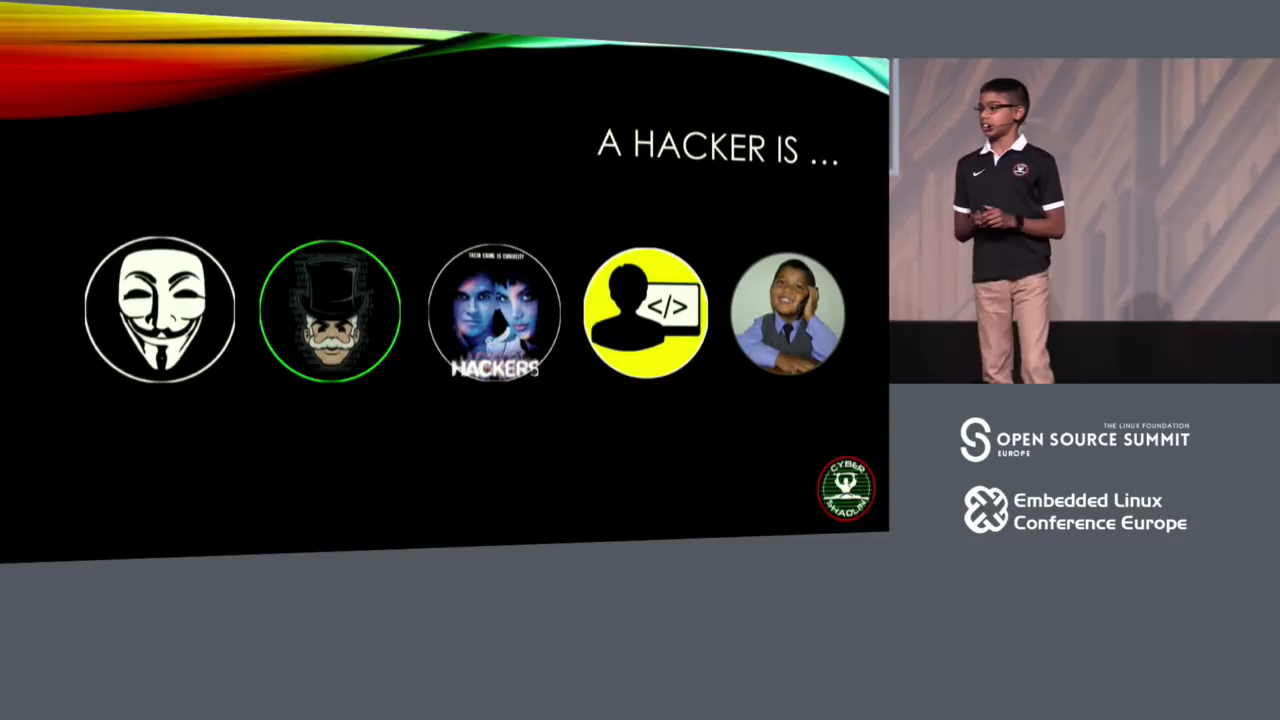 A HACKER IS ...
THEIR CRIME IS CURIOSITY
HACKERS
</>
CYBER
SHAOLIN
THE LINUX FOUNDATION
OPEN SOURCE SUMMIT
EUROPE
Embedded Linux
Conference Europe